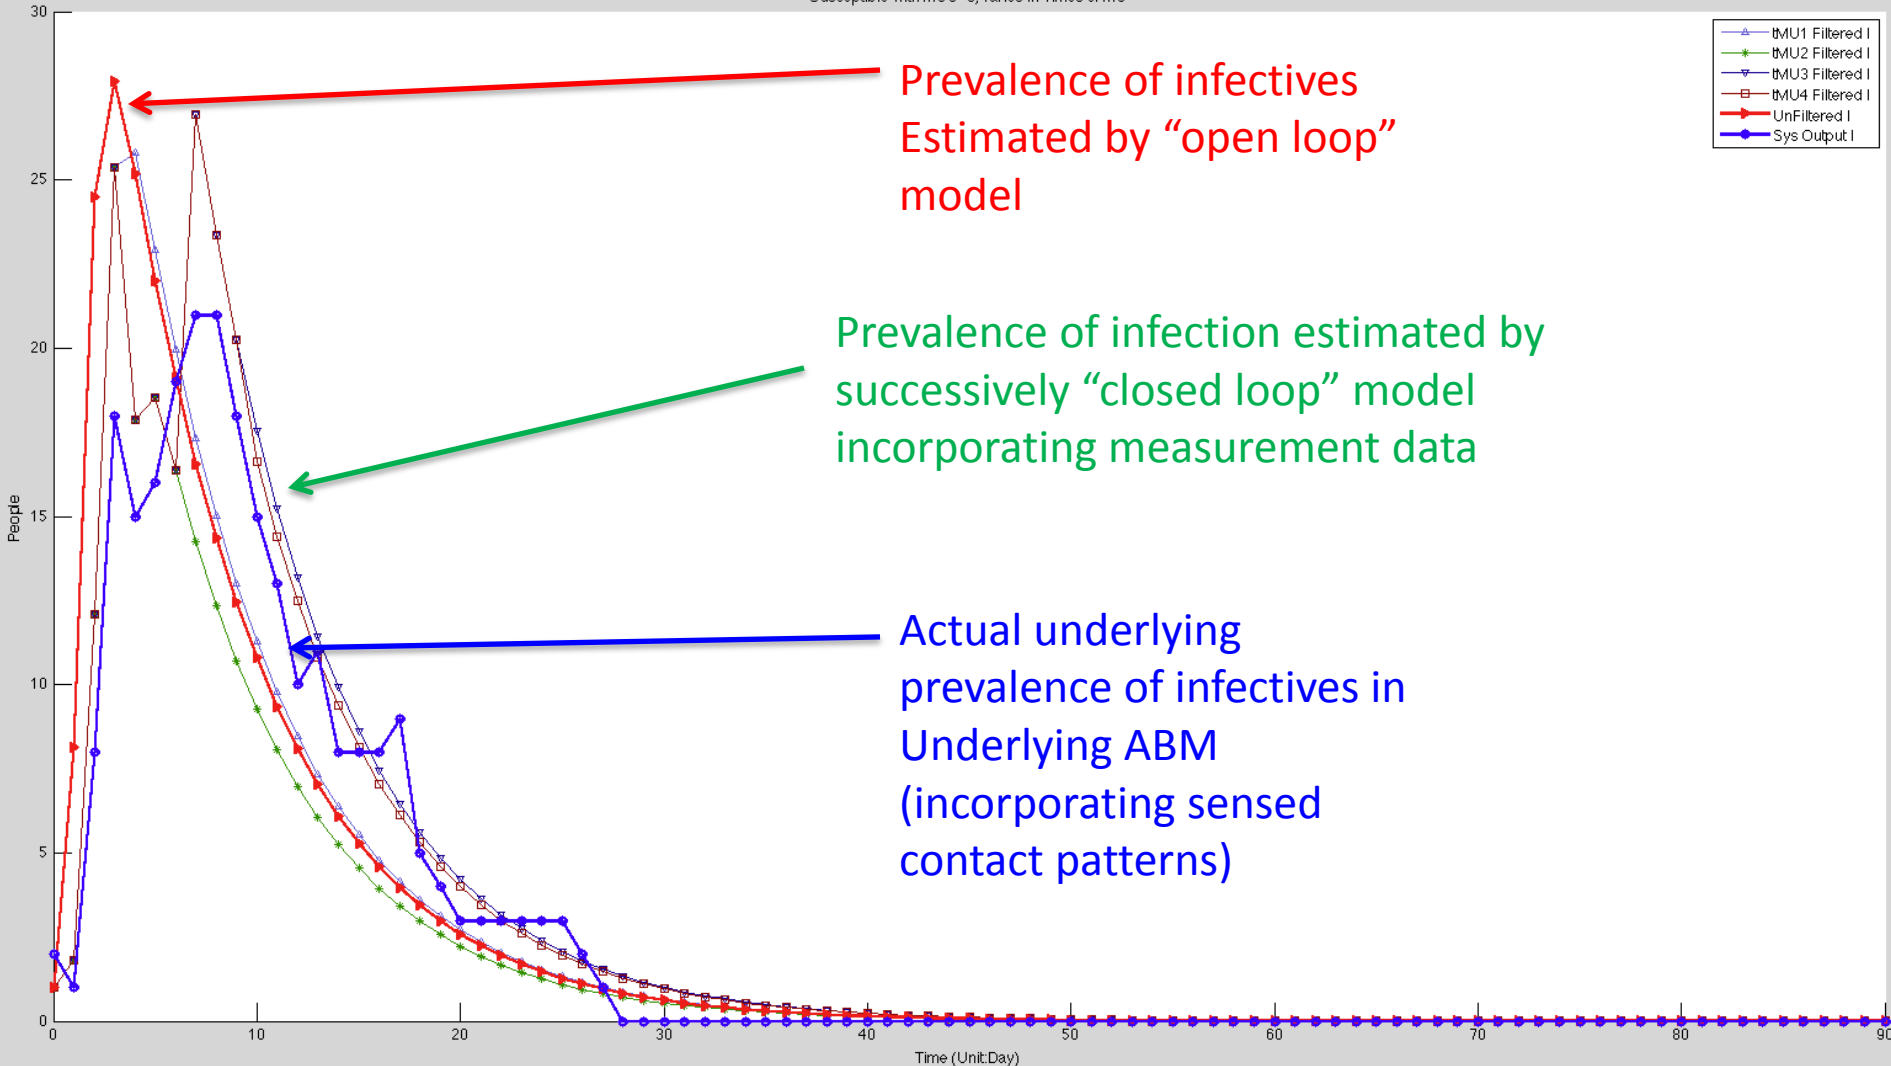 30
25
20
15
10
5
0
People
0 10 20 30 40 50 60 70 80 90
Time (Unit:Day)
tMU1 Filtered I
tMU2 Filtered I
tMU3 Filtered I
tMU4 Filtered I
UnFiltered I
Sys Output I
Prevalence of infectives
Estimated by “open loop”
model
Prevalence of infection estimated by
successively “closed loop” model
incorporating measurement data
Actual underlying
prevalence of infectives in
Underlying ABM
(incorporating sensed
contact patterns)